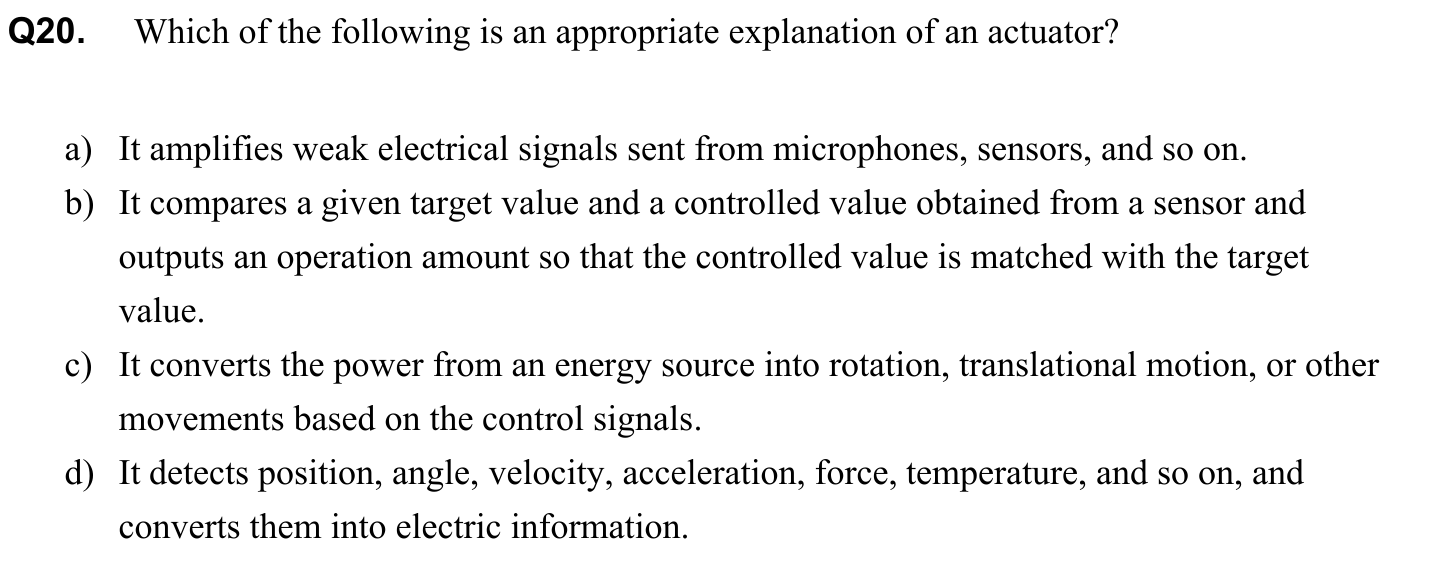 Q20. Which of the following is an appropriate explanation of an actuator?
a) It amplifies weak electrical signals sent from microphones, sensors, and so on.
b) It compares a given target value and a controlled value obtained from a sensor and
outputs an operation amount so that the controlled value is matched with the target
value.
c) It converts the power from an energy source into rotation, translational motion, or other
movements based on the control signals.
d) It detects position, angle, velocity, acceleration, force, temperature, and so on, and
converts them into electric information.